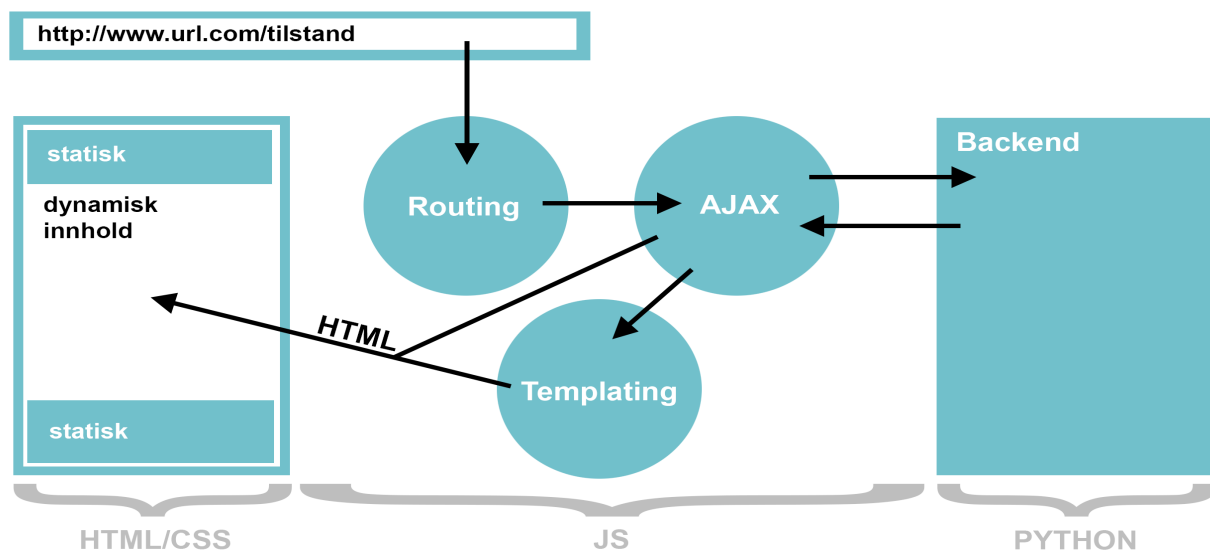 http://www.url.com/tilstand
statisk
dynamisk
innhold
statisk
Routing
AJAX
HTML
Templating
Backend
HTML/CSS
JS
PYTHON